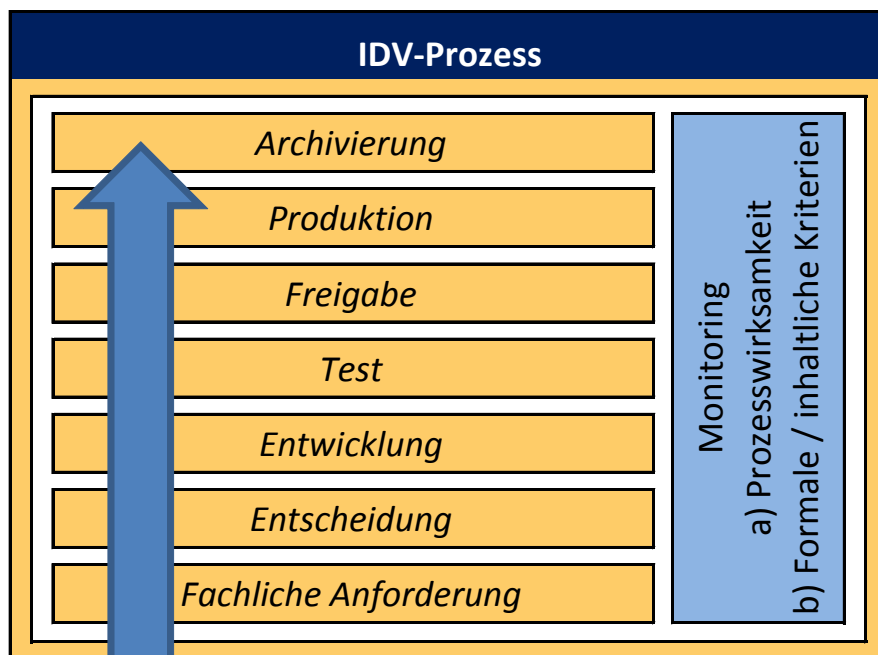 IDV-Prozess
Archivierung
Produktion
Freigabe
Test
Entwicklung
Entscheidung
Fachliche Anforderung
Monitoring
a) Prozesswirksamkeit
b) Formale / inhaltliche Kriterien